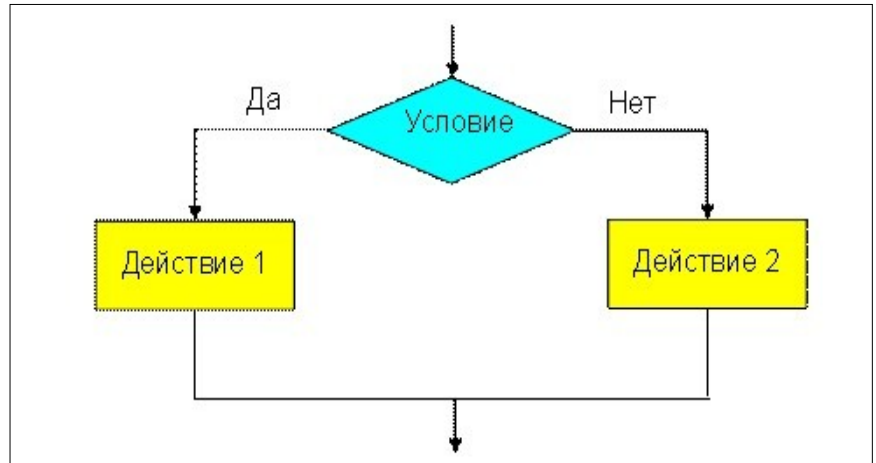 Да
Условие
Нет
Действие 1
Действие 2